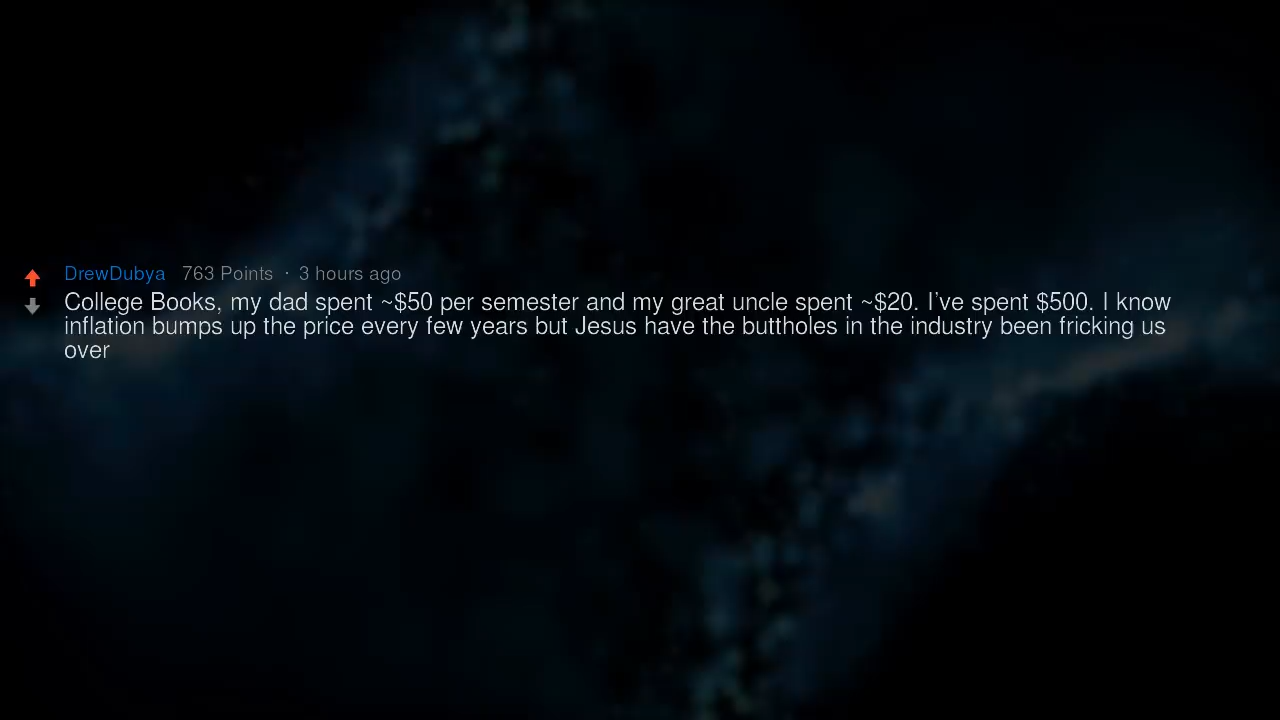 DrewDubya 763 Points · 3 hours ago
College Books, my dad spent ~$50 per semester and my great uncle spent ~$20. I’ve spent $500. I know
inflation bumps up the price every few years but Jesus have the buttholes in the industry been fricking us
over